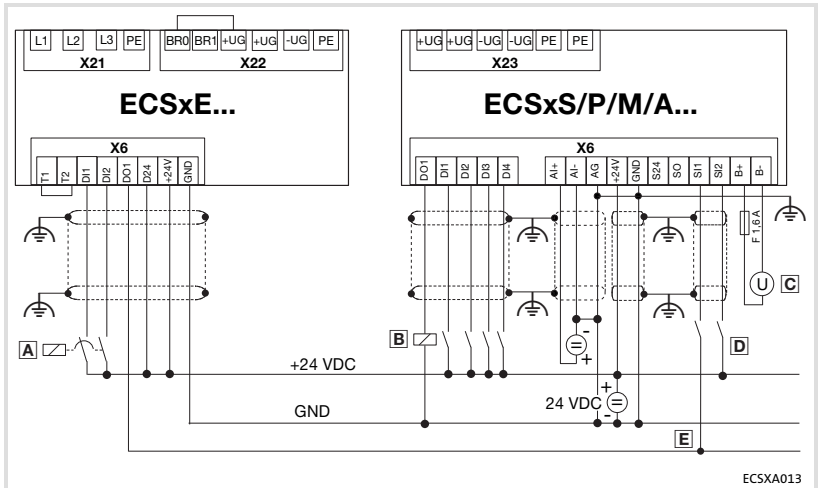 L1 L2 L3 PE BR0 BR1 +UG +UG -UG PE +UG +UG -UG -UG PE PE
X21 X22 X23
ECSxE... ECSxS/P/M/A...
X6 X6
T1 T2 DI1 DI2 DO1 D24 +24V GND DO1 DI1 DI2 DI3 DI4 AI+ AI- AG +24V GND S24 SO SI1 SI2 B+ B-
F 1,6 A
U C
A B D
- = +
+24 VDC
24 VDC + = -
GND
E
ECSXA013